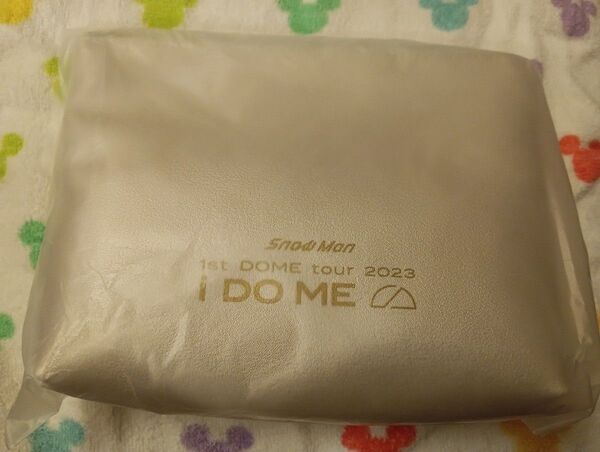 Snow Man
1st DOME tour 2023
i DO ME